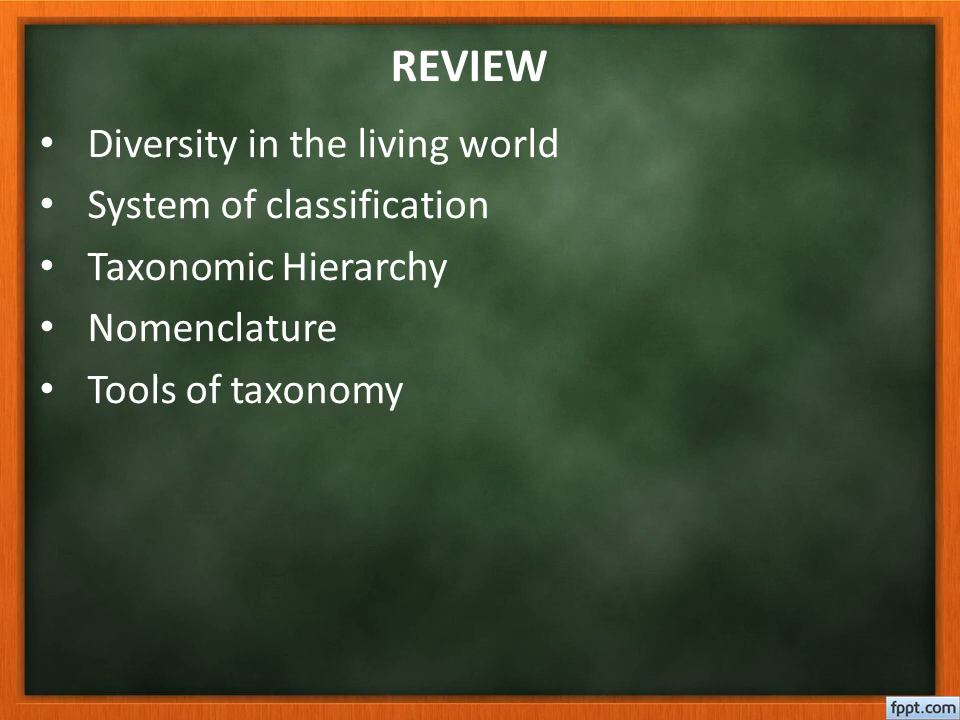 REVIEW
• Diversity in the living world
• System of classification
• Taxonomic Hierarchy
• Nomenclature
• Tools of taxonomy
fppt.com